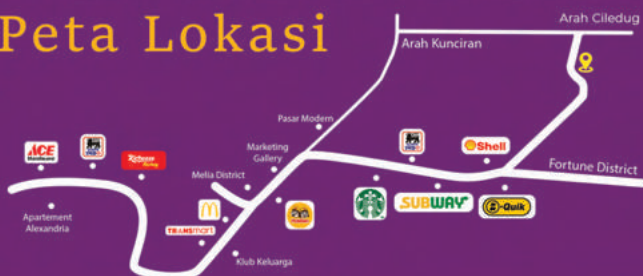 Peta Lokasi
Arah Ciledug
Arah Kunciran
Pasar Modern
ACE
Marketing
Gallery
Shell
Melia District
Fortune District
Apartement
Alexandria
TRANSmart
SUBWAY
B-Quik
Klub Keluarga